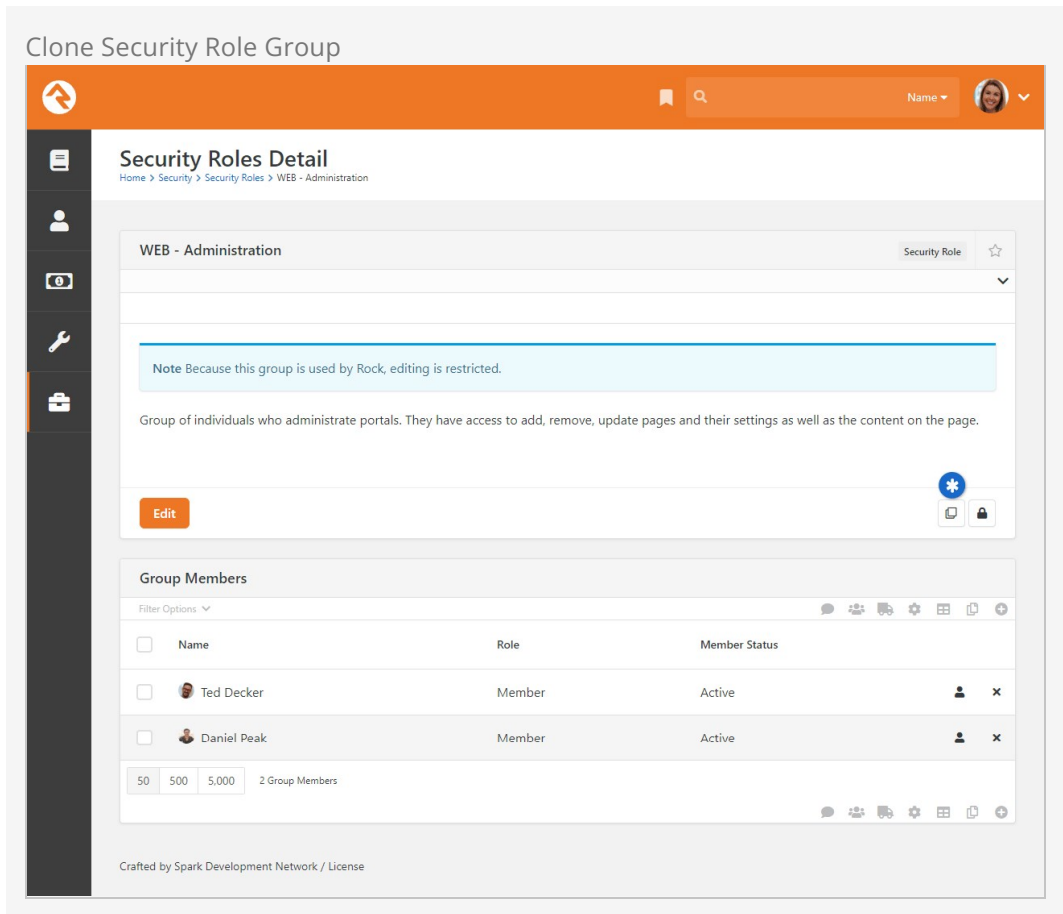 Clone Security Role Group
Name
Security Roles Detail
Home > Security > Security Roles > WEB - Administration
WEB - Administration
Security Role
Note Because this group is used by Rock, editing is restricted.
Group of individuals who administrate portals. They have access to add, remove, update pages and their settings as well as the content on the page.
Edit
Group Members
Filter Options
Name Role Member Status
Ted Decker Member Active
Daniel Peak Member Active
50 500 5,000 2 Group Members
Crafted by Spark Development Network / License